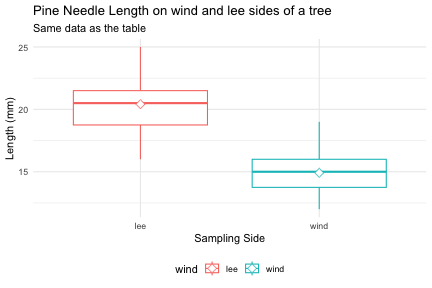 Pine Needle Length on wind and lee sides of a tree
Same data as the table
Length (mm)
25
20
15
lee wind
Sampling Side
wind lee wind